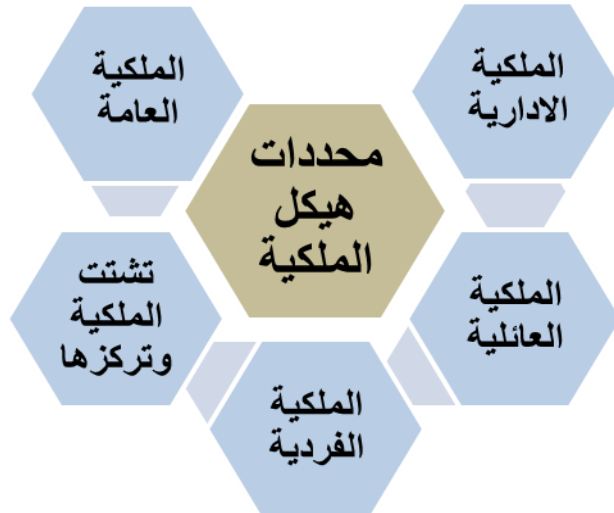 محددات
هيكل
الملكية
الملكية
الادارية
الملكية
العائلية
الملكية
الفردية
تشتت
الملكية
وتركزها
الملكية
العامة